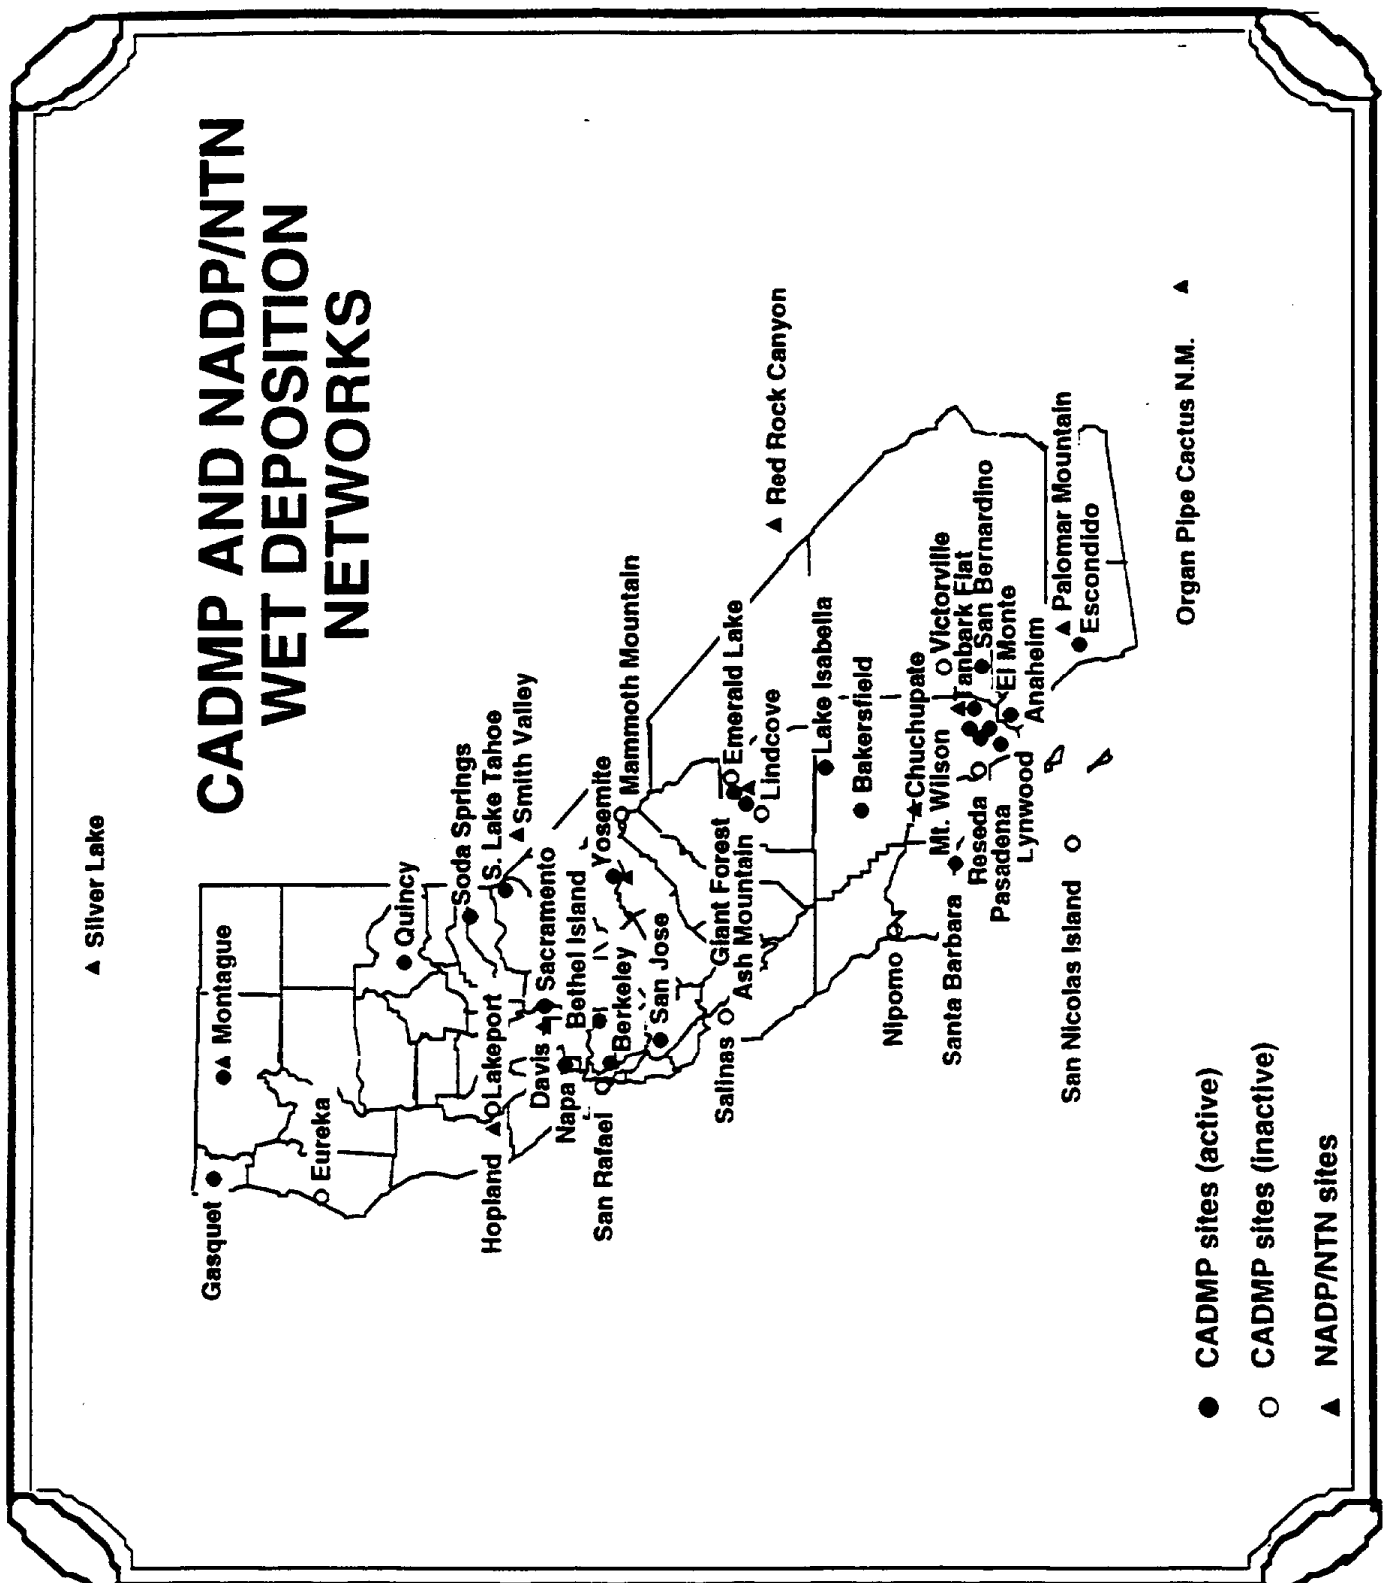 CADMP AND NADP/NTN
WET DEPOSITION
NETWORKS
Silver Lake
Gasquet
Montague
Eureka
Quincy
Soda Springs
S. Lake Tahoe
Smith Valley
Hopland
Lakeport
Davis
Sacramento
Napa
Bethel Island
San Rafael
Berkeley
Yosemite
Mammoth Mountain
San Jose
Salinas
Giant Forest
Ash Mountain
Emerald Lake
Lindcove
Red Rock Canyon
Lake Isabella
Bakersfield
Nipomo
Chuchupate
Santa Barbara
Mt. Wilson
Victorville
Tanbark Flat
Reseda
San Bernardino
Pasadena
El Monte
Lynwood
Anaheim
San Nicolas Island
Palomar Mountain
Escondido
Organ Pipe Cactus N.M.
CADMP sites (active)
CADMP sites (inactive)
NADP/NTN sites